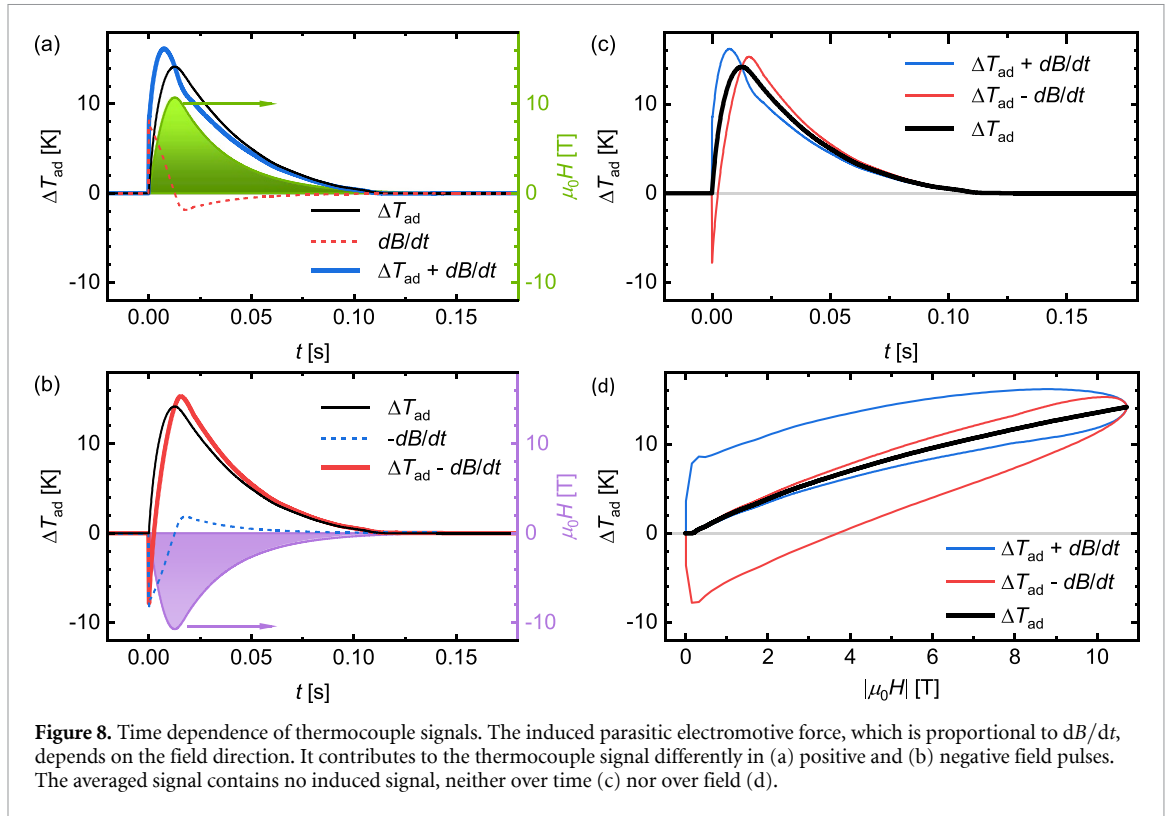 (a)
ΔTad [K]
10
0
-10
0.00 0.05 0.10 0.15
t [s]
10
0
-10
μ0H [T]
ΔTad
dB/dt
ΔTad + dB/dt
(c)
ΔTad [K]
10
0
-10
0.00 0.05 0.10 0.15
t [s]
ΔTad + dB/dt
ΔTad - dB/dt
ΔTad
(b)
ΔTad [K]
10
0
-10
0.00 0.05 0.10 0.15
t [s]
10
0
-10
μ0H [T]
ΔTad
-dB/dt
ΔTad - dB/dt
(d)
ΔTad [K]
10
0
-10
0 2 4 6 8 10
|μ0H| [T]
ΔTad + dB/dt
ΔTad - dB/dt
ΔTad
Figure 8. Time dependence of thermocouple signals. The induced parasitic electromotive force, which is proportional to dB/dt,
depends on the field direction. It contributes to the thermocouple signal differently in (a) positive and (b) negative field pulses.
The averaged signal contains no induced signal, neither over time (c) nor over field (d).